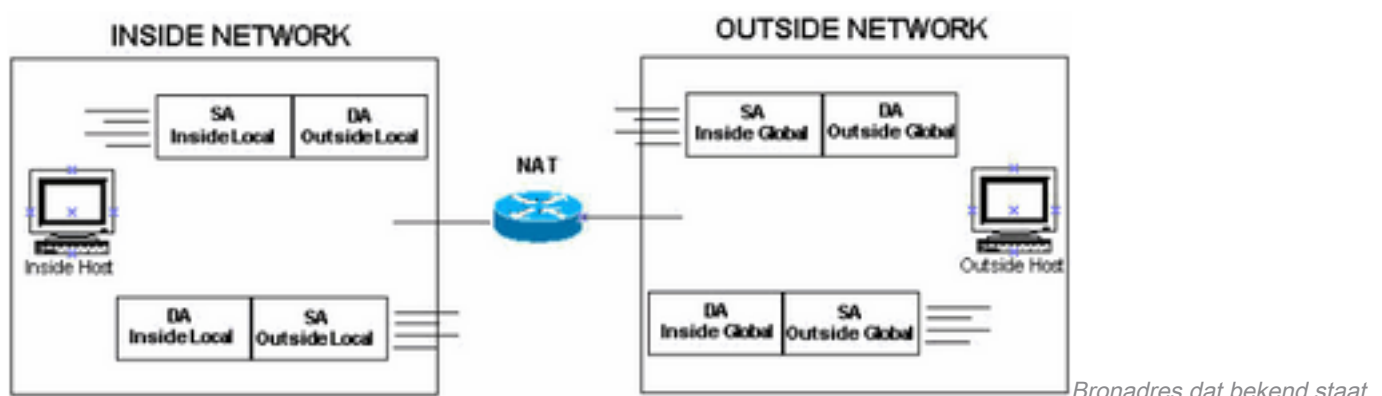 INSIDE NETWORK
OUTSIDE NETWORK
SA
Inside Local
DA
Outside Local
SA
Inside Global
DA
Outside Global
NAT
Inside Host
Outside Host
DA
Inside Local
SA
Outside Local
DA
Inside Global
SA
Outside Global
Bronadres dat bekend staat